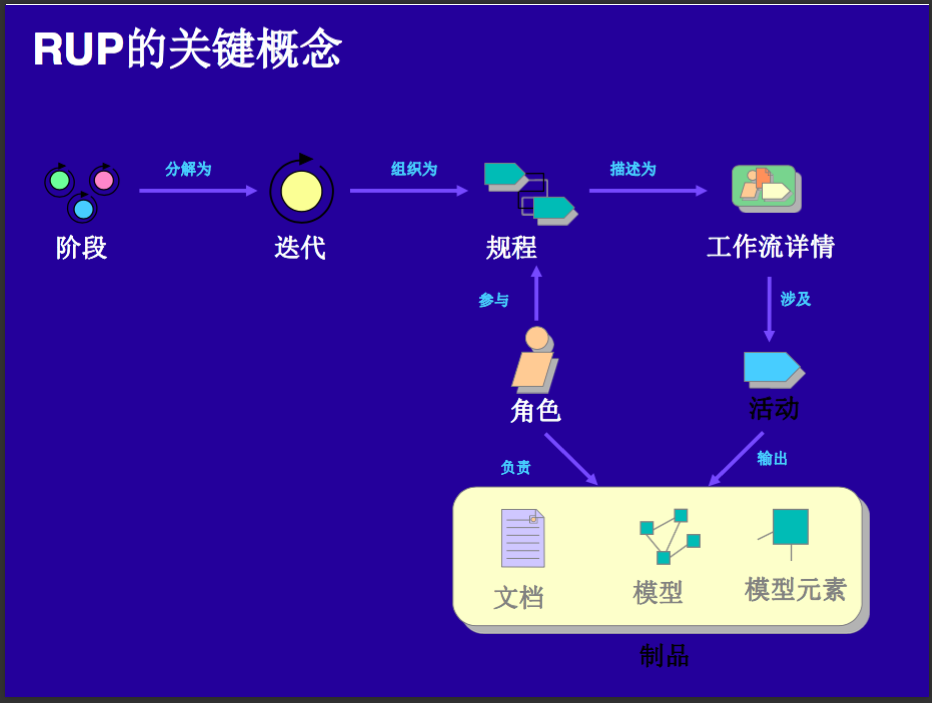 RUP的关键概念
分解为
组织为
描述为
阶段
迭代
规程
工作流详情
参与
涉及
角色
活动
负责
输出
文档
模型
模型元素
制品